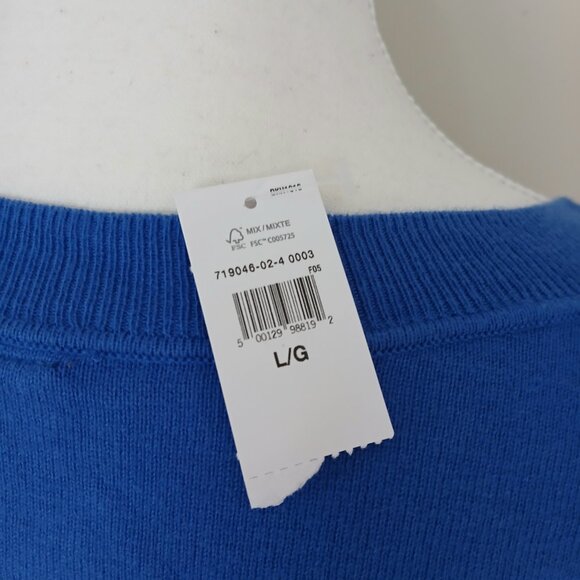 MIX / MIXTE
FSC FSC™ C005725
719046-02-4 0003
F05
5 00129 98819 2
L/G